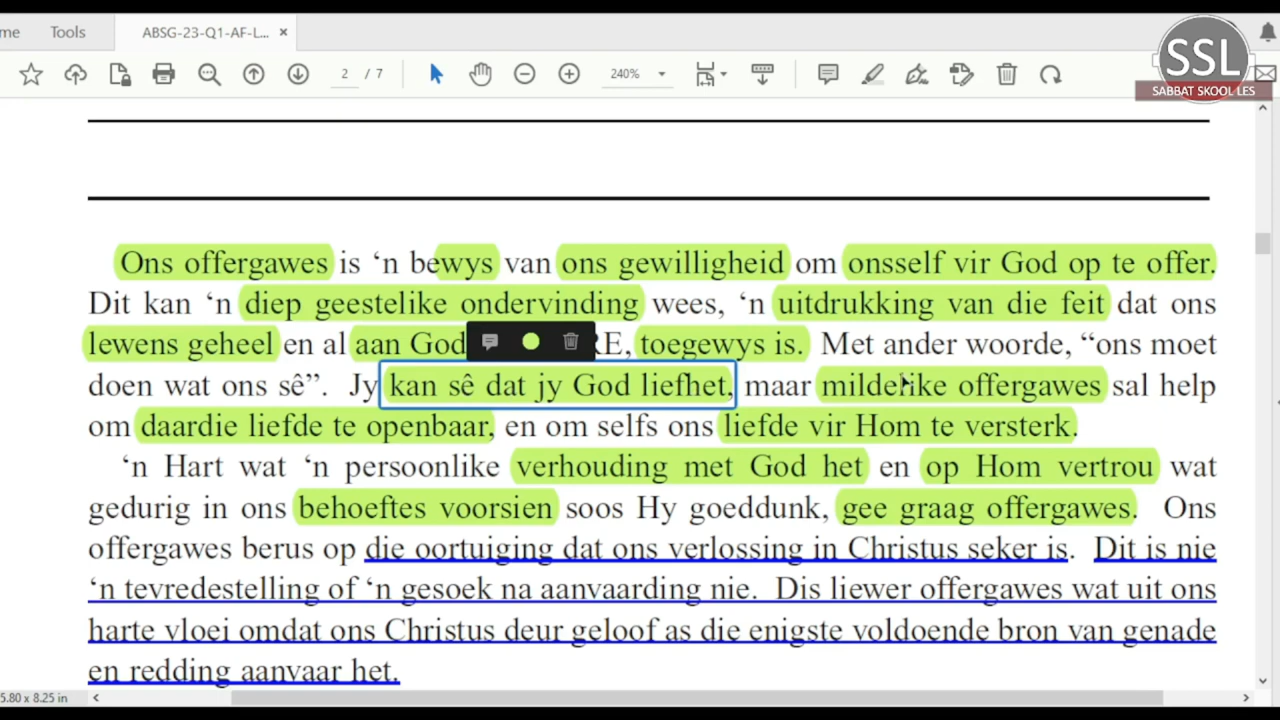 me
Tools
ABSG-23-Q1-AF-L...
SSL
SABBAT SKOOL LES
2 / 7
240%
Ons offergawes is ‘n bewys van ons gewilligheid om onsself vir God op te offer.
Dit kan ‘n diep geestelike ondervinding wees, ‘n uitdrukking van die feit dat ons
lewens geheel en al aan God RE, toegewys is. Met ander woorde, “ons moet
doen wat ons sê”. Jy kan sê dat jy God liefhet, maar mildelike offergawes sal help
om daardie liefde te openbaar, en om selfs ons liefde vir Hom te versterk.
‘n Hart wat ‘n persoonlike verhouding met God het en op Hom vertrou wat
gedurig in ons behoeftes voorsien soos Hy goeddunk, gee graag offergawes. Ons
offergawes berus op die oortuiging dat ons verlossing in Christus seker is. Dit is nie
‘n tevredestelling of ‘n gesoek na aanvaarding nie. Dis liewer offergawes wat uit ons
harte vloei omdat ons Christus deur geloof as die enigste voldoende bron van genade
en redding aanvaar het.
5.80 x 8.25 in